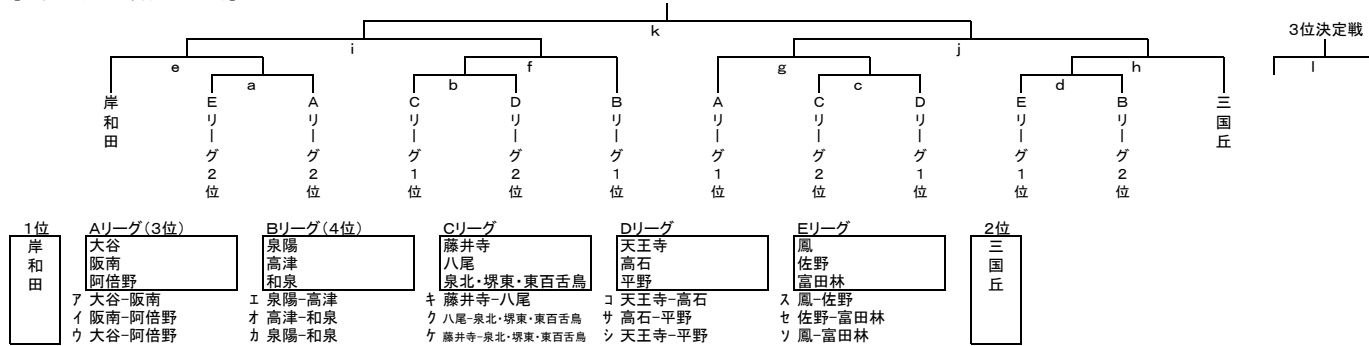 k
3位決定戦
i
j
l
e
f
g
h
a
b
c
d
岸和田
Eリーグ2位
Aリーグ2位
Cリーグ1位
Dリーグ2位
Bリーグ1位
Aリーグ1位
Cリーグ2位
Dリーグ1位
Eリーグ1位
Bリーグ2位
三国丘
1位
岸和田
Aリーグ(3位)
大谷
阪南
阿倍野
ア 大谷−阪南
イ 阪南−阿倍野
ウ 大谷−阿倍野
Bリーグ(4位)
泉陽
高津
和泉
エ 泉陽−高津
オ 高津−和泉
カ 泉陽−和泉
Cリーグ
藤井寺
八尾
泉北・堺東・東百舌鳥
キ 藤井寺−八尾
ク 八尾−泉北・堺東・東百舌鳥
ケ 藤井寺−泉北・堺東・東百舌鳥
Dリーグ
天王寺
高石
平野
コ 天王寺−高石
サ 高石−平野
シ 天王寺−平野
Eリーグ
鳳
佐野
富田林
ス 鳳−佐野
セ 佐野−富田林
ソ 鳳−富田林
2位
三国丘